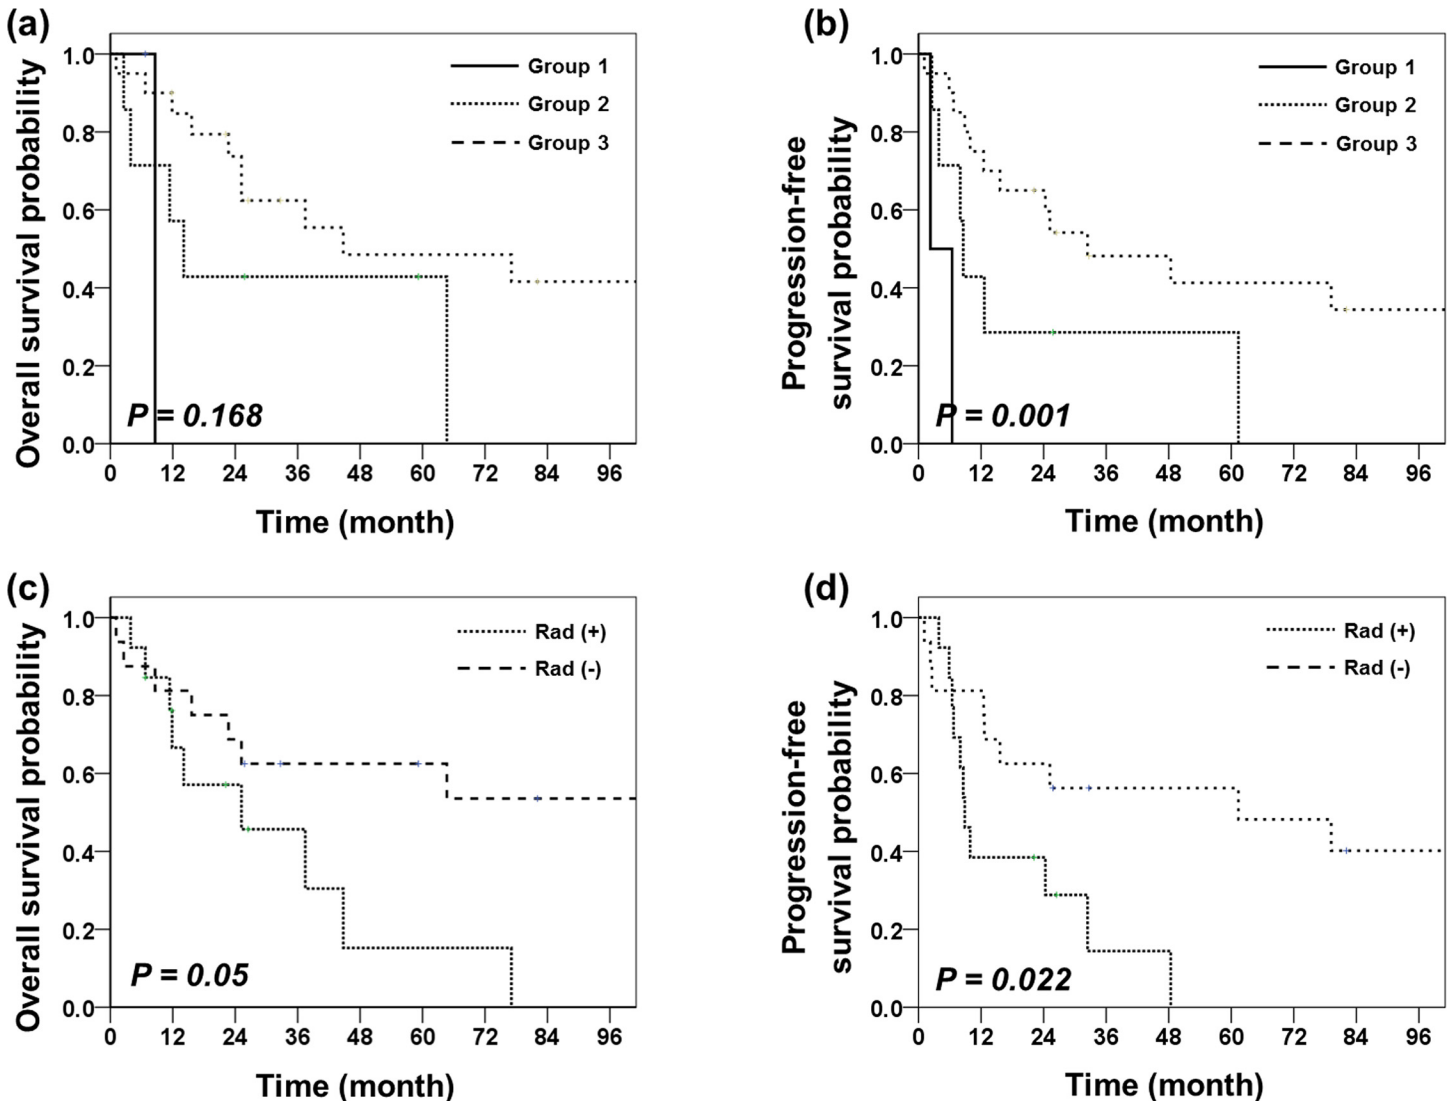 (a)
Overall survival probability
1.0
0.8
0.6
0.4
0.2
0.0
Group 1
Group 2
Group 3
P = 0.168
0 12 24 36 48 60 72 84 96
Time (month)
(b)
Progression-free
survival probability
1.0
0.8
0.6
0.4
0.2
0.0
Group 1
Group 2
Group 3
P = 0.001
0 12 24 36 48 60 72 84 96
Time (month)
(c)
Overall survival probability
1.0
0.8
0.6
0.4
0.2
0.0
Rad (+)
Rad (-)
P = 0.05
0 12 24 36 48 60 72 84 96
Time (month)
(d)
Progression-free
survival probability
1.0
0.8
0.6
0.4
0.2
0.0
Rad (+)
Rad (-)
P = 0.022
0 12 24 36 48 60 72 84 96
Time (month)